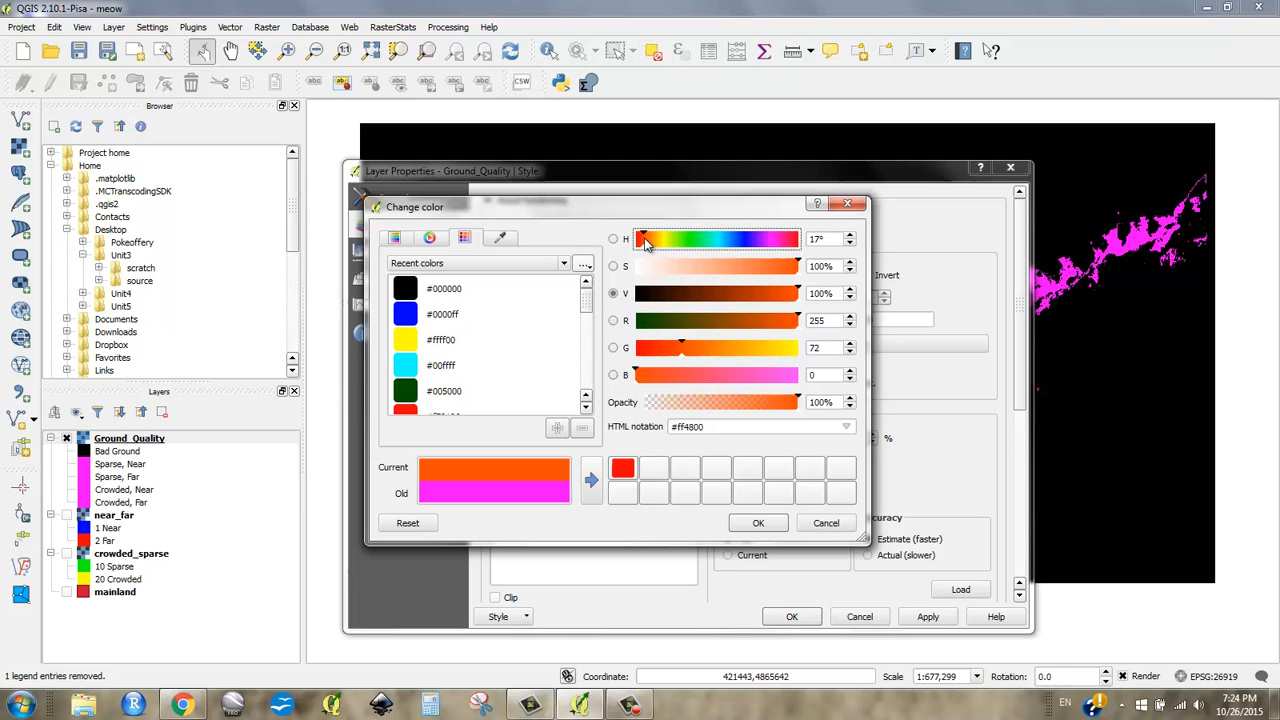 QGIS 2.10.1-Pisa - meow
Project Edit View Layer Settings Plugins Vector Raster Database Web RasterStats Processing Help
Browser
Project home
Home
.matplotlib
.MCTranscodingSDK
.qgis2
Contacts
Desktop
Pokeoffery
Unit3
scratch
source
Unit4
Unit5
Documents
Downloads
Dropbox
Favorites
Links
Layers
Ground_Quality
Bad Ground
Sparse, Near
Sparse, Far
Crowded, Near
Crowded, Far
near_far
1 Near
2 Far
crowded_sparse
10 Sparse
20 Crowded
mainland
Layer Properties - Ground_Quality | Style
Change color
Recent colors
...
#000000
#0000ff
#ffff00
#00ffff
#005000
H 17°
S 100%
V 100%
R 255
G 72
B 0
Opacity 100%
HTML notation #ff4800
Current
Old
Reset OK Cancel
Invert
%
Accuracy
Estimate (faster)
Current
Actual (slower)
Clip
Load
Style OK Cancel Apply Help
1 legend entries removed.
Coordinate: 421443,4865642 Scale 1:677,299 Rotation: 0.0 Render EPSG:26919
EN
7:24 PM
10/26/2015